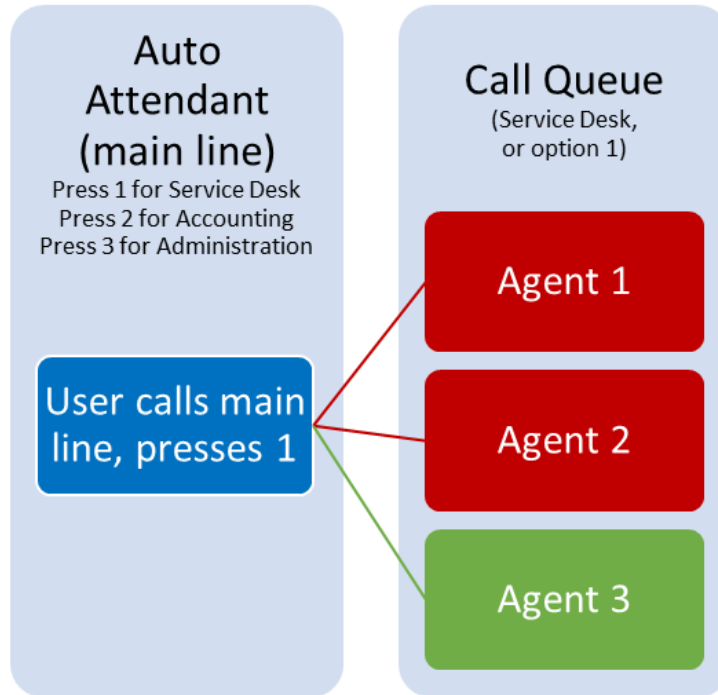 Auto
Attendant
(main line)
Press 1 for Service Desk
Press 2 for Accounting
Press 3 for Administration
User calls main
line, presses 1
Call Queue
(Service Desk,
or option 1)
Agent 1
Agent 2
Agent 3